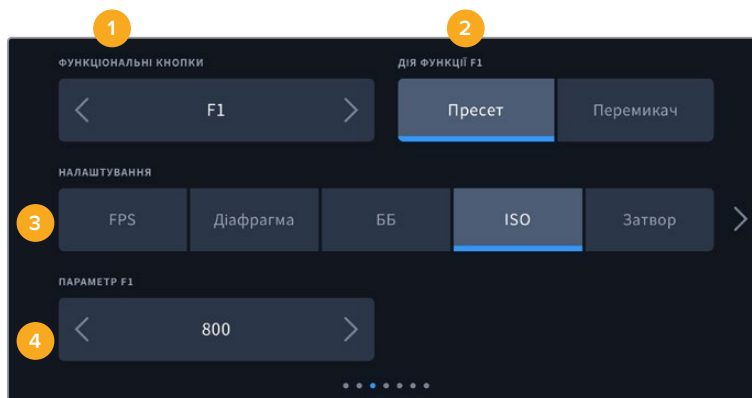 1 2
ФУНКЦІОНАЛЬНІ КНОПКИ ДІЯ ФУНКЦІЇ F1
F1 Пресет Перемикач
НАЛАШТУВАННЯ
3 FPS Діафрагма ББ ISO Затвор
ПАРАМЕТР F1
4 800